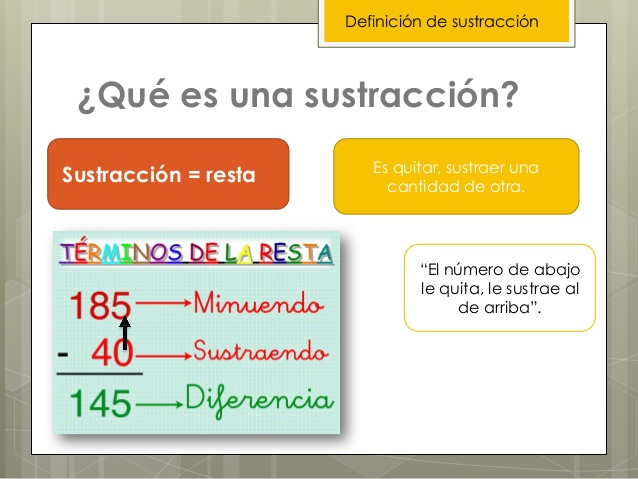 Definición de sustracción
¿Qué es una sustracción?
Sustracción = resta
Es quitar, sustraer una
cantidad de otra.
TÉRMINOS DE LA RESTA
185 Minuendo
- 40 Sustraendo
145 Diferencia
“El número de abajo
le quita, le sustrae al
de arriba”.